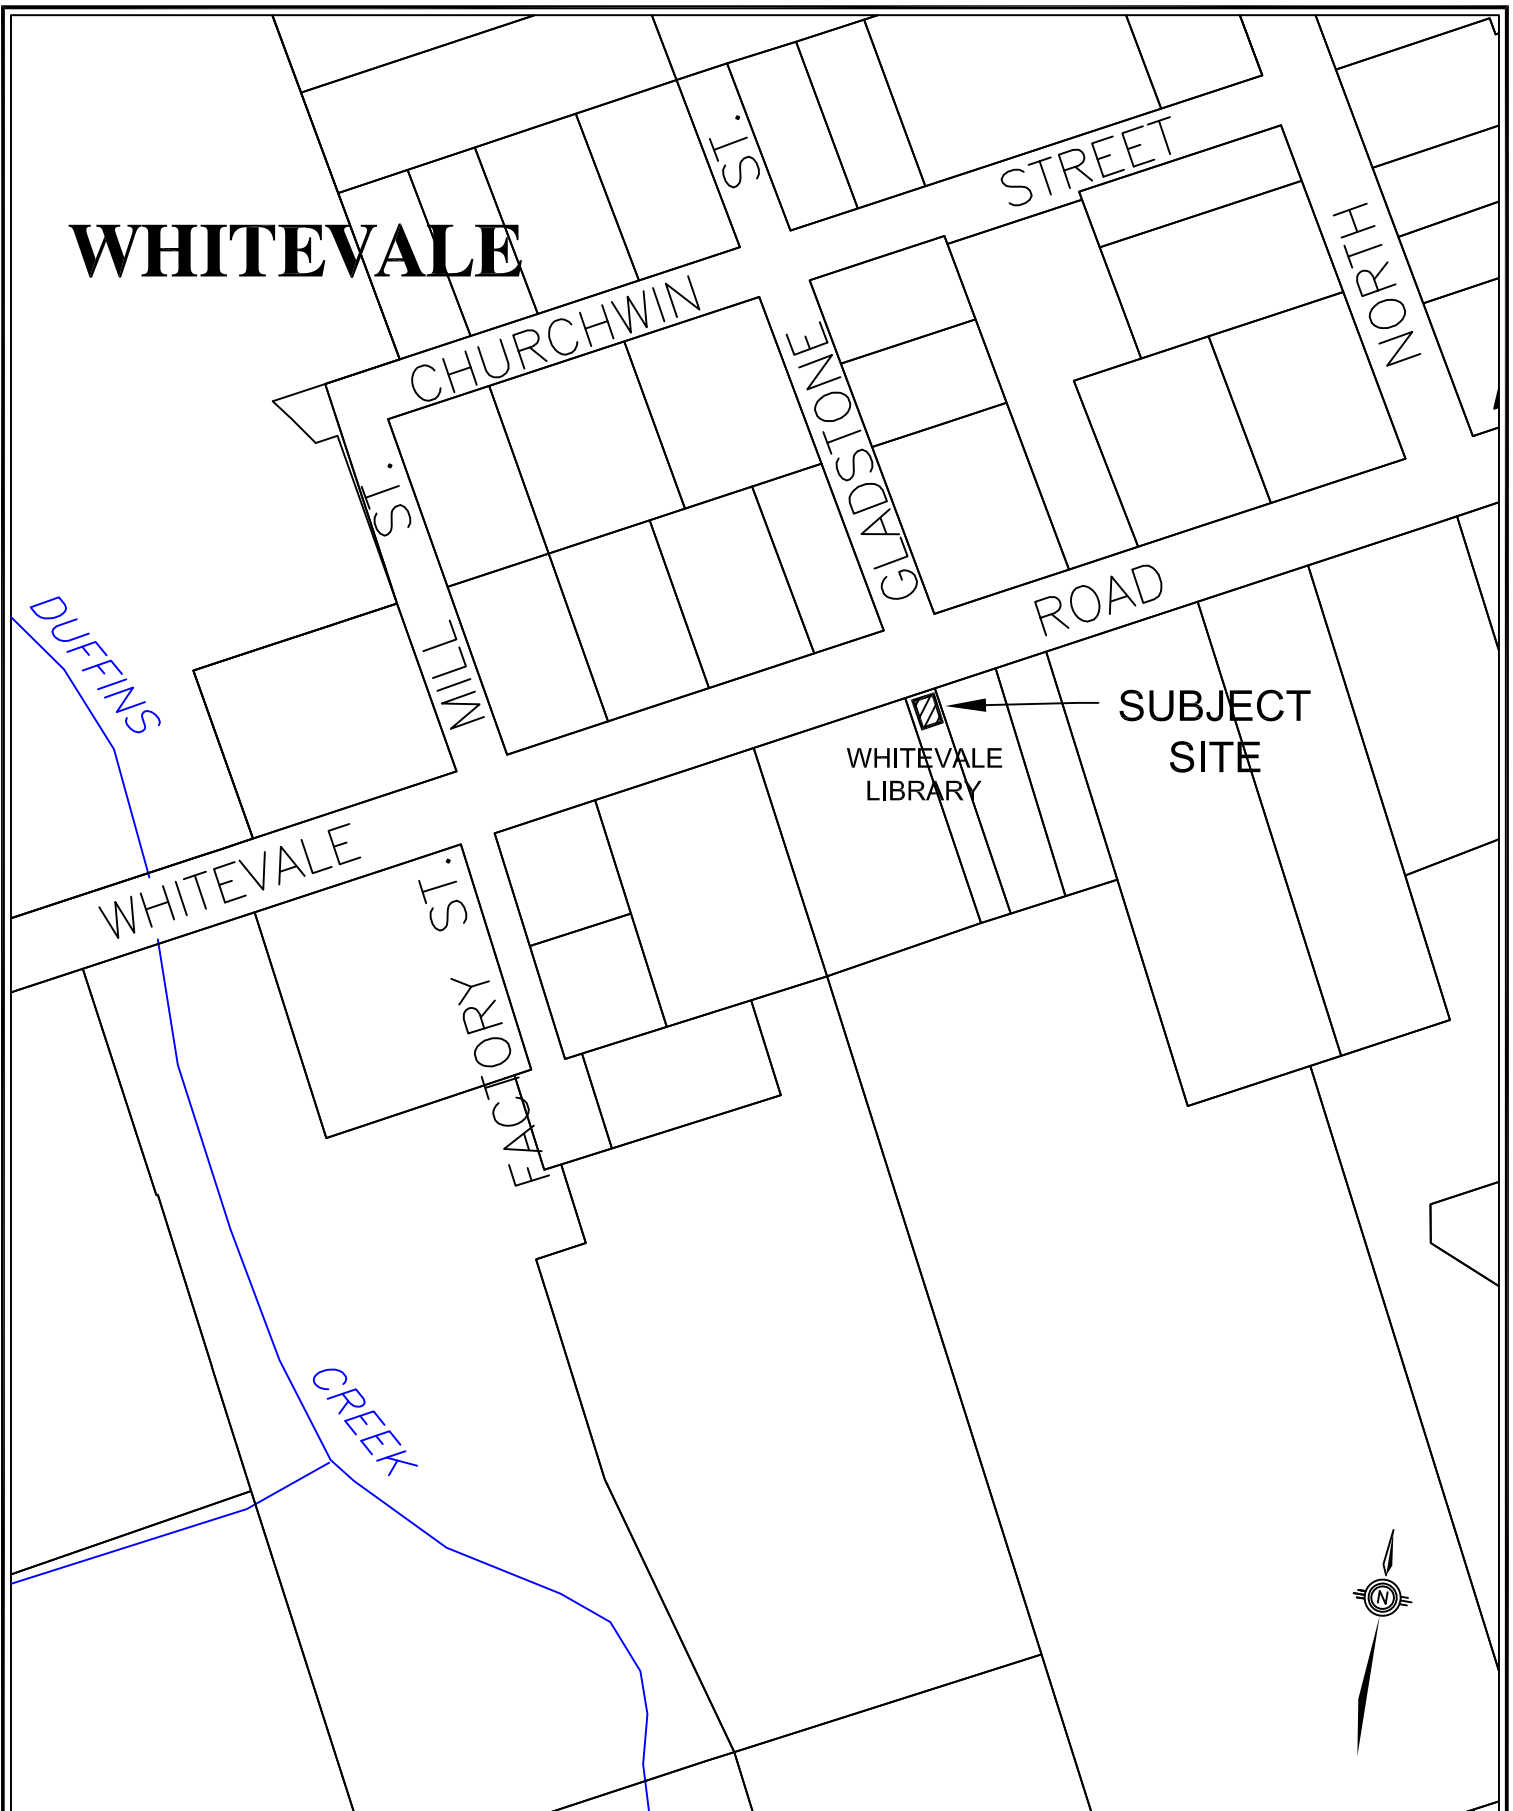 WHITEVALE
ST.
STREET
CHURCHWIN
NORTH
GLADSTONE
ST.
MILL
ROAD
DUFFINS
SUBJECT
SITE
WHITEVALE
LIBRARY
WHITEVALE
ST.
FACTORY
CREEK
N